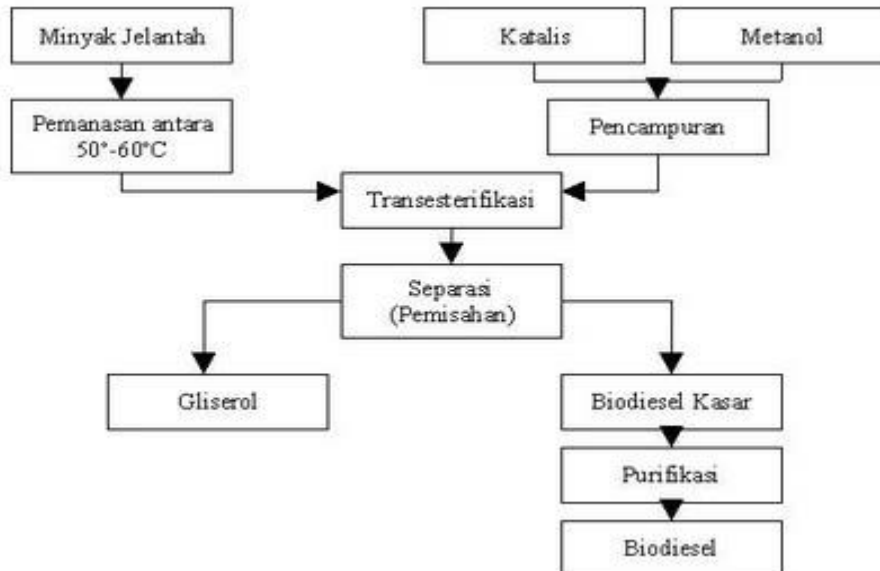 Minyak Jelantah
Katalis
Metanol
Pemanasan antara
50°-60°C
Pencampuran
Transesterifikasi
Separasi
(Pemisahan)
Gliserol
Biodiesel Kasar
Purifikasi
Biodiesel